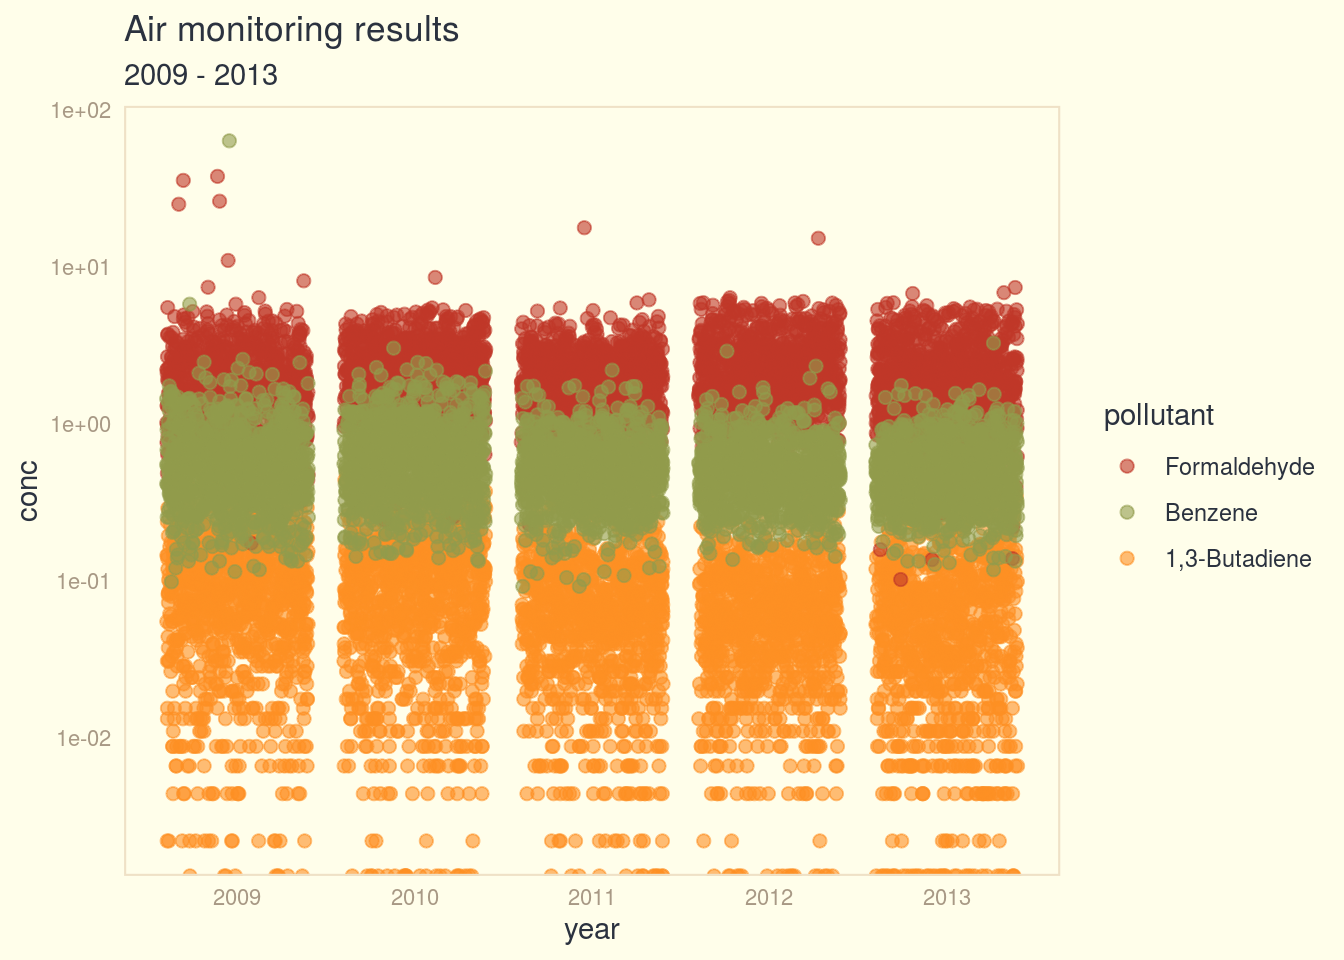 Air monitoring results
2009 - 2013
1e+02
1e+01
1e+00
1e-01
1e-02
conc
2009 2010 2011 2012 2013
year
pollutant
Formaldehyde
Benzene
1,3-Butadiene